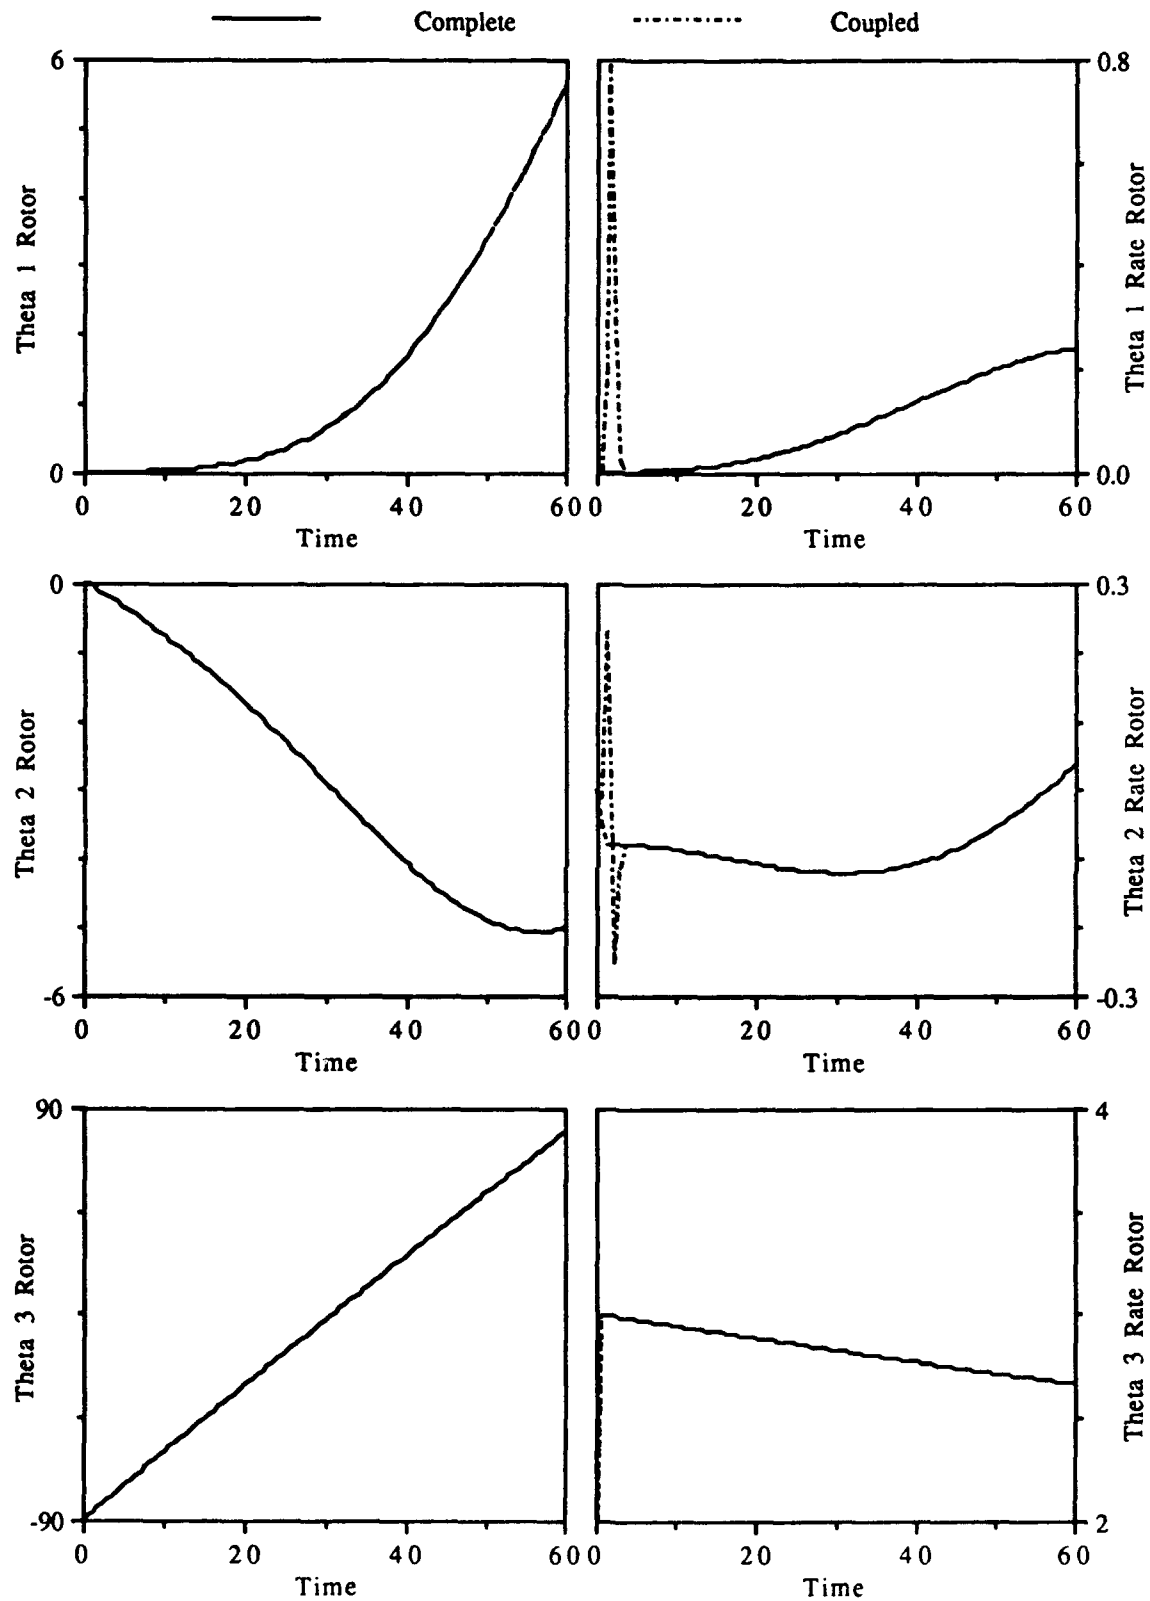 Complete Coupled
6 0.8
Theta 1 Rotor
Theta 1 Rate Rotor
0 0.0
0 20 40 60 0 20 40 60
Time Time
0 0.3
Theta 2 Rotor
Theta 2 Rate Rotor
-6 -0.3
0 20 40 60 0 20 40 60
Time Time
90 4
Theta 3 Rotor
Theta 3 Rate Rotor
-90 2
0 20 40 60 0 20 40 60
Time Time